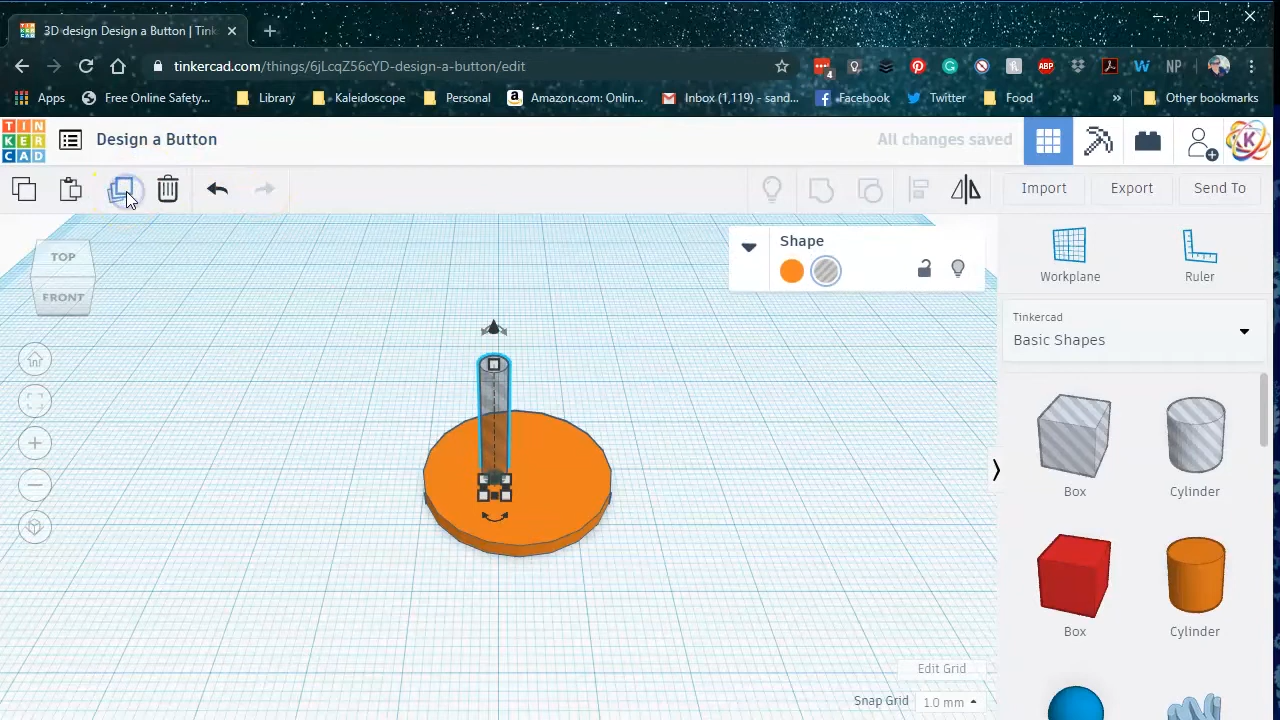 3D design Design a Button | Tink
tinkercad.com/things/6jLcqZ56cYD-design-a-button/edit
4
ABP
W
NP
Apps
Free Online Safety...
Library
Kaleidoscope
Personal
Amazon.com: Onlin...
Inbox (1,119) - sand...
Facebook
Twitter
Food
»
Other bookmarks
TIN
KER
CAD
Design a Button
All changes saved
K
Import
Export
Send To
TOP
FRONT
Shape
Workplane
Ruler
Tinkercad
Basic Shapes
Box
Cylinder
Box
Cylinder
Edit Grid
Snap Grid 1.0 mm